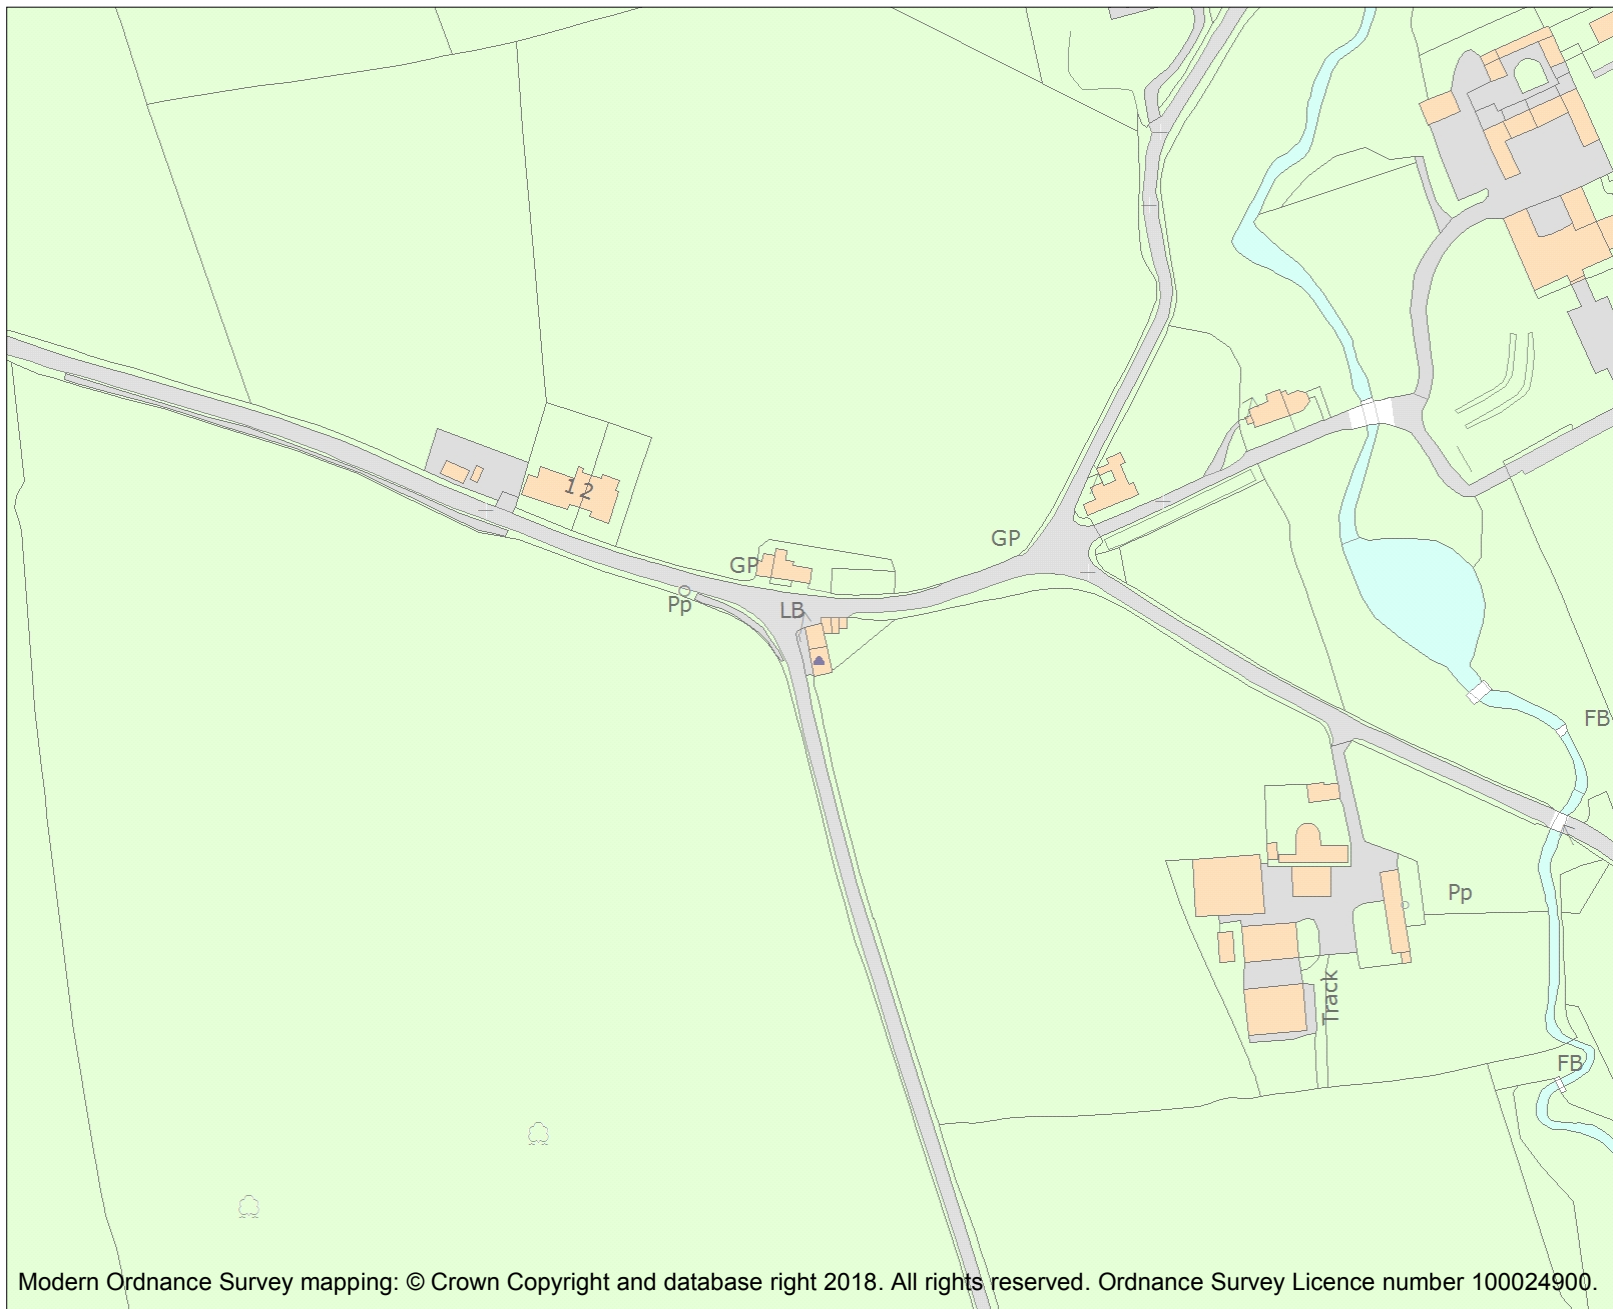 1 2
GP
GP
Pp
LB
FB
Pp
Track
FB
Modern Ordnance Survey mapping: © Crown Copyright and database right 2018. All rights reserved. Ordnance Survey Licence number 100024900.